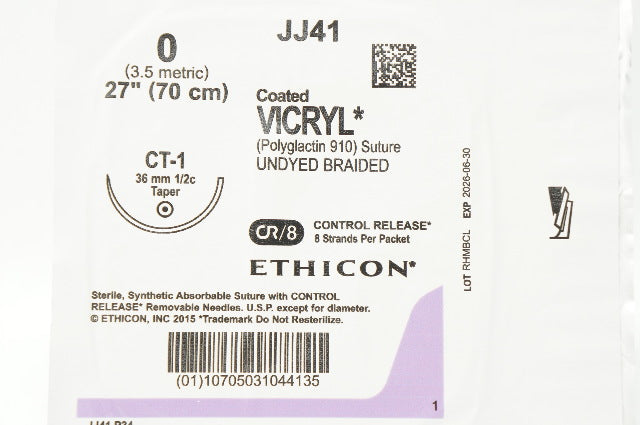 JJ41
0
(3.5 metric)
27" (70 cm)
Coated
VICRYL*
(Polyglactin 910) Suture
UNDYED BRAIDED
CT-1
36 mm 1/2c
Taper
CR/8
CONTROL RELEASE*
8 Strands Per Packet
ETHICON*
LOT RHMBCL EXP 2026-06-30
Sterile, Synthetic Absorbable Suture with CONTROL
RELEASE* Removable Needles. U.S.P. except for diameter.
© ETHICON, INC 2015 *Trademark Do Not Resterilize.
(01)10705031044135
1
JJ41 P34